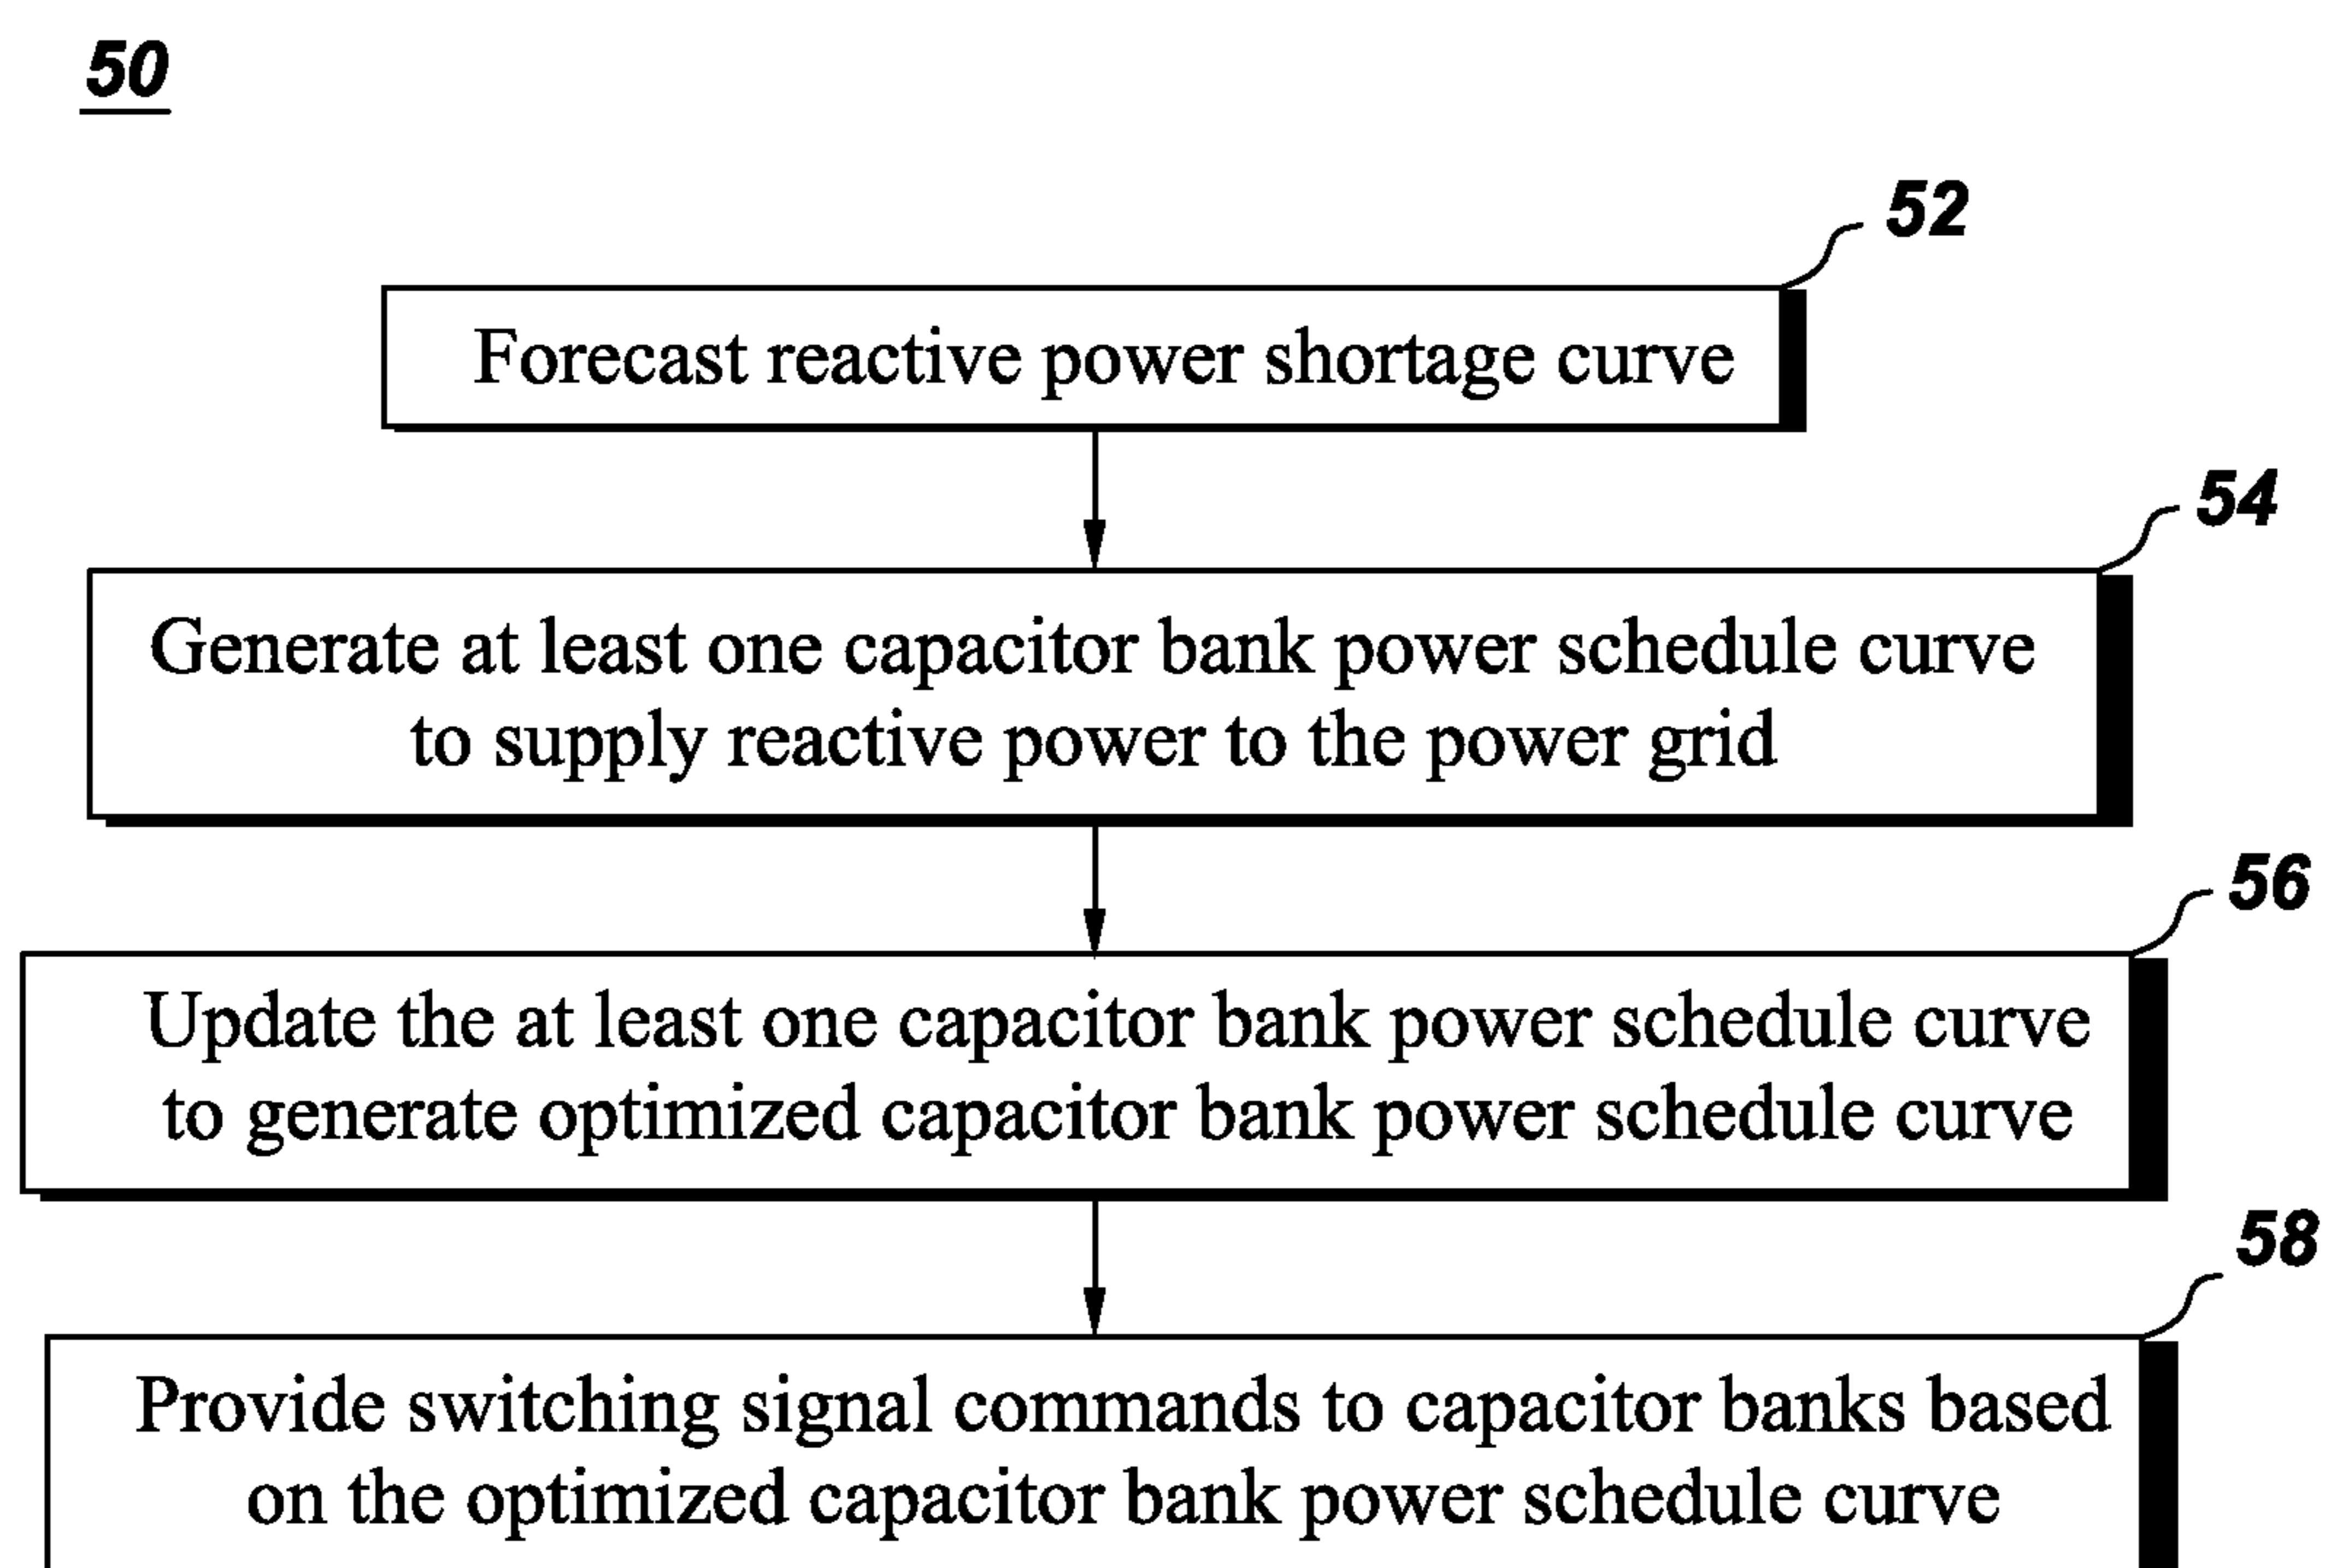 50
52
Forecast reactive power shortage curve
54
Generate at least one capacitor bank power schedule curve
to supply reactive power to the power grid
56
Update the at least one capacitor bank power schedule curve
to generate optimized capacitor bank power schedule curve
58
Provide switching signal commands to capacitor banks based
on the optimized capacitor bank power schedule curve